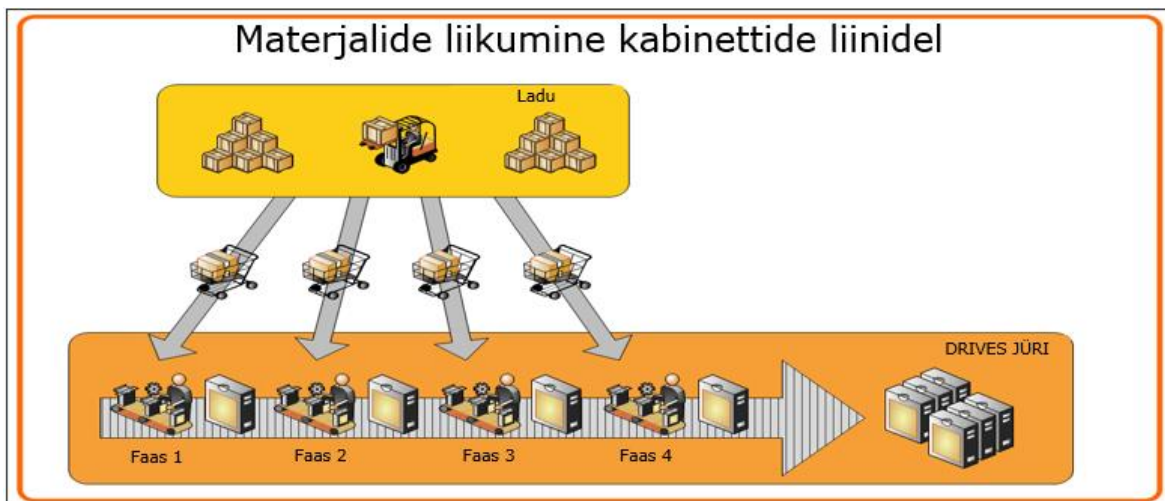 Materjalide liikumine kabinettide liinidel
Ladu
DRIVES JÜRI
Faas 1
Faas 2
Faas 3
Faas 4